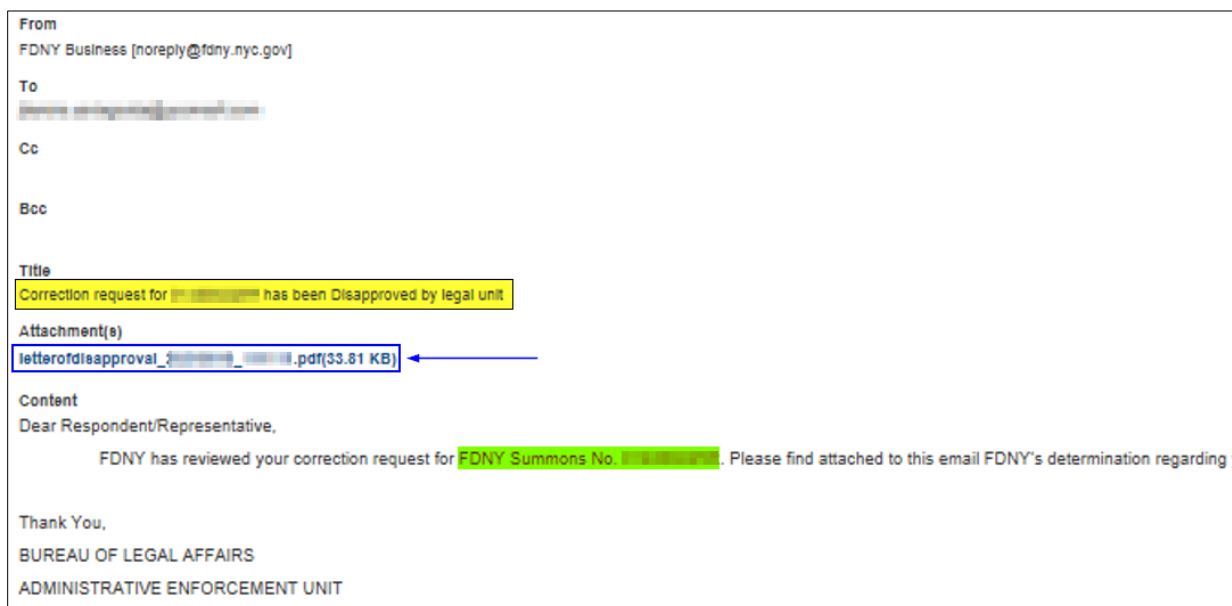 From
FDNY Business [noreply@fdny.nyc.gov]
To
Cc
Bcc
Title
Correction request for has been Disapproved by legal unit
Attachment(s)
letterofdisapproval_ _ .pdf(33.81 KB)
Content
Dear Respondent/Representative,
FDNY has reviewed your correction request for FDNY Summons No. . Please find attached to this email FDNY's determination regarding
Thank You,
BUREAU OF LEGAL AFFAIRS
ADMINISTRATIVE ENFORCEMENT UNIT